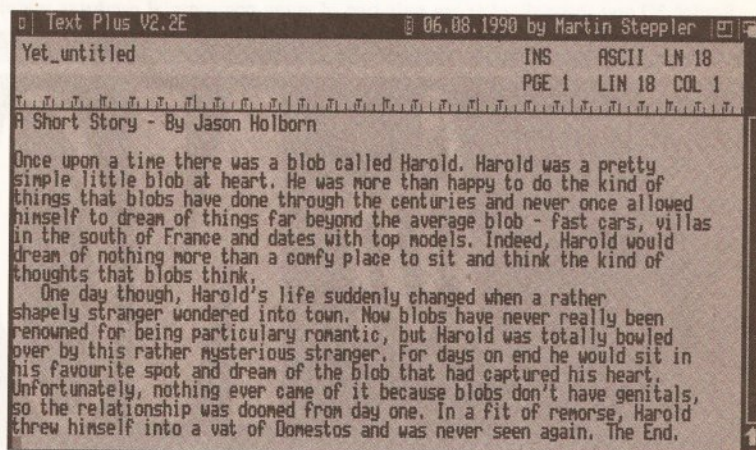 Text Plus V2.2E © 06.08.1990 by Martin Steppler
Yet_untitled INS ASCII LN 18
PGE 1 LIN 18 COL 1
A Short Story - By Jason Holborn
Once upon a time there was a blob called Harold. Harold was a pretty
simple little blob at heart. He was more than happy to do the kind of
things that blobs have done through the centuries and never once allowed
himself to dream of things far beyond the average blob - fast cars, villas
in the south of France and dates with top models. Indeed, Harold would
dream of nothing more than a comfy place to sit and think the kind of
thoughts that blobs think.
One day though, Harold's life suddenly changed when a rather
shapely stranger wondered into town. Now blobs have never really been
renowned for being particulary romantic, but Harold was totally bowled
over by this rather mysterious stranger. For days on end he would sit in
his favourite spot and dream of the blob that had captured his heart.
Unfortunately, nothing ever came of it because blobs don't have genitals,
so the relationship was doomed from day one. In a fit of remorse, Harold
threw himself into a vat of Domestos and was never seen again. The End.